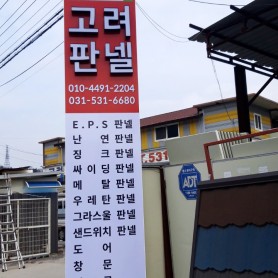 고려
판넬
010-4491-2204
031-531-6680
E.P.S 판넬
난연판넬
징크판넬
싸이딩판넬
메탈판넬
우레탄판넬
그라스울판넬
샌드위치판넬
도어
창문
531
ADT